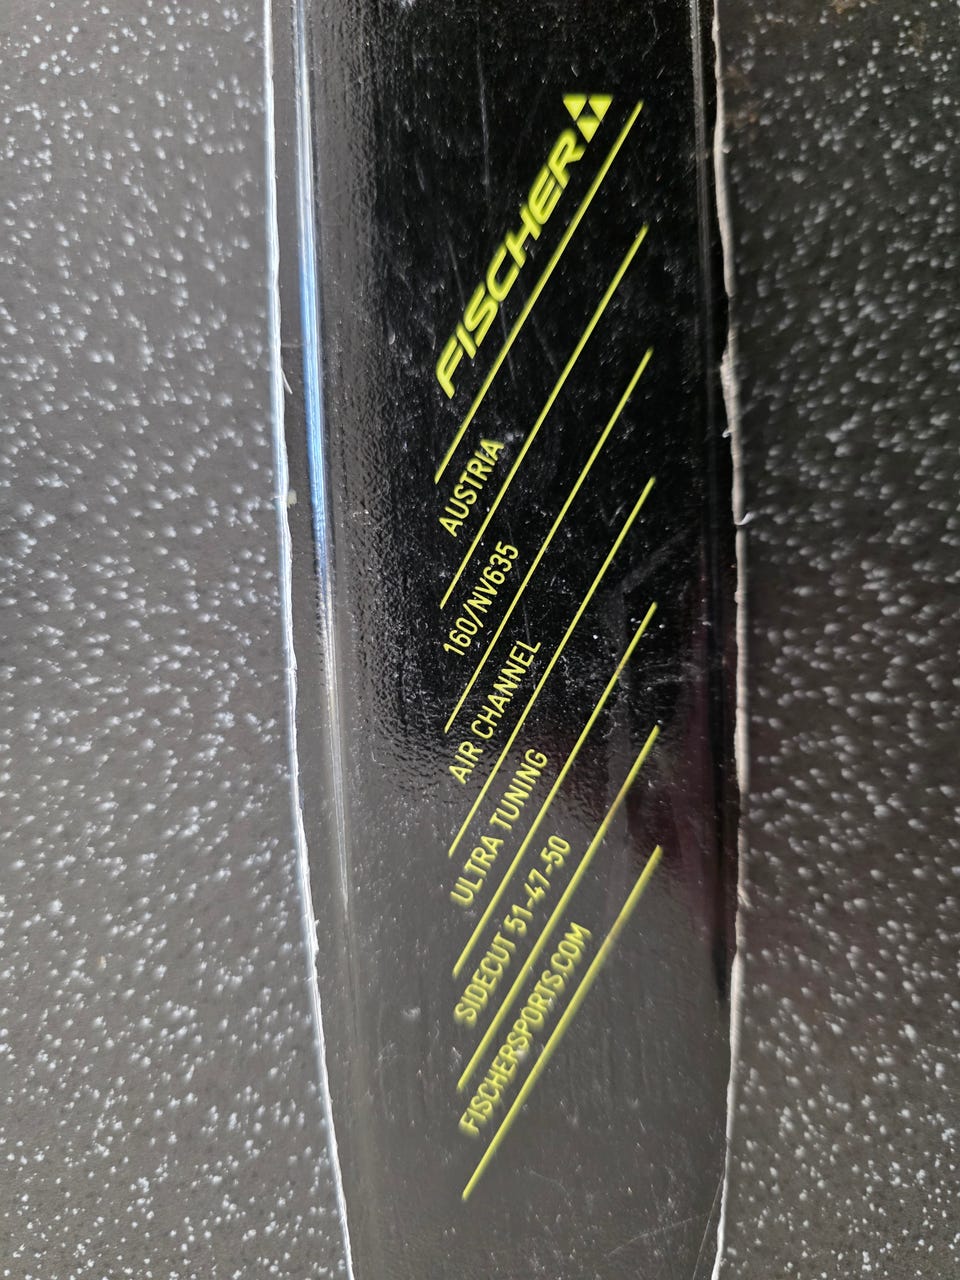 FISCHER
AUSTRIA
160/NV635
AIR CHANNEL
ULTRA TUNING
SIDECUT 51-47-50
FISCHERSPORTS.COM